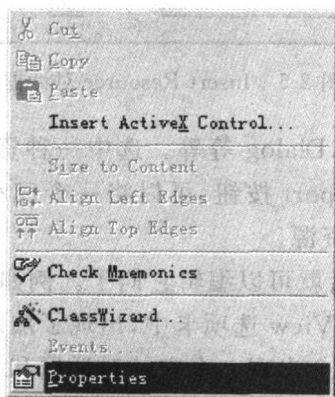 Cut
Copy
Paste
Insert ActiveX Control...
Size to Content
Align Left Edges
Align Top Edges
Check Mnemonics
ClassWizard...
Events...
Properties